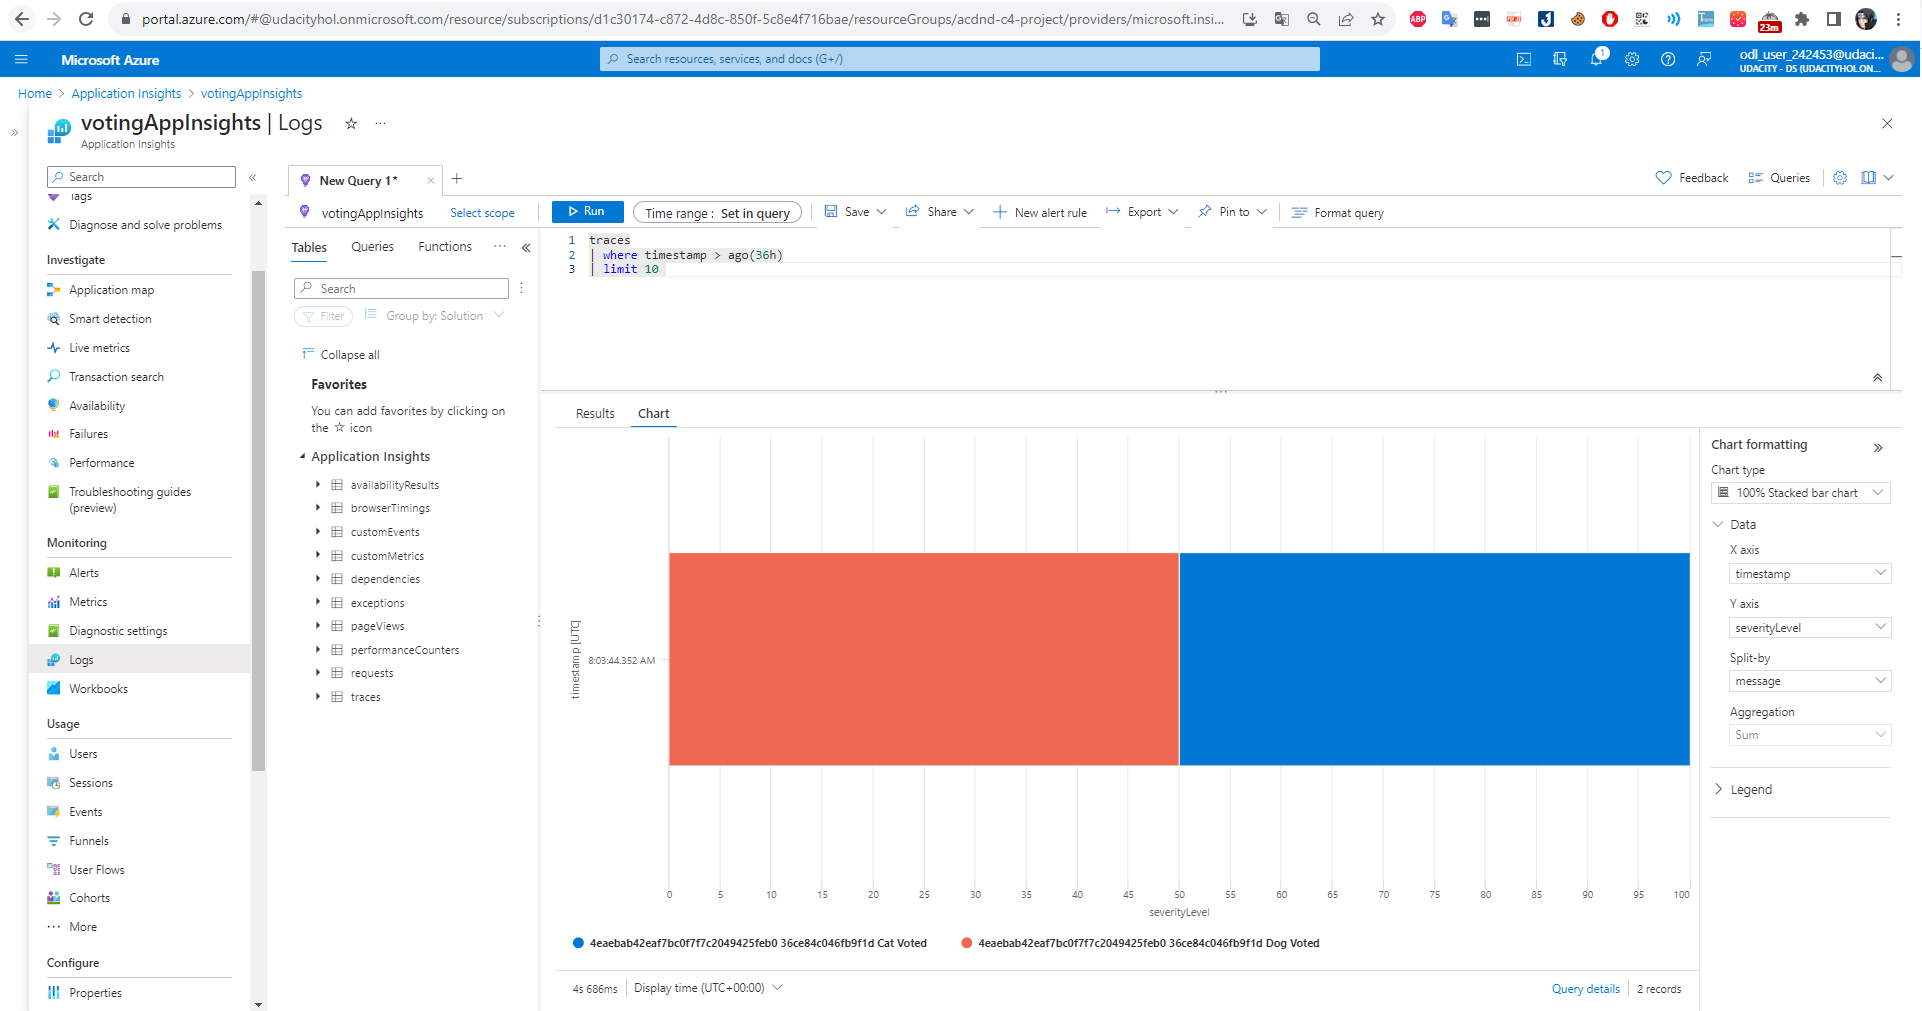 portal.azure.com/#@udacityhol.onmicrosoft.com/resource/subscriptions/d1c30174-c872-4d8c-850f-5c8e4f716bae/resourceGroups/acdnd-c4-project/providers/microsoft.insi...
ABP
23m
Microsoft Azure
Search resources, services, and docs (G+/)
1
odl_user_242453@udaci...
UDACITY - DS (UDACITYHOL.ON...
Home > Application Insights > votingAppInsights
votingAppInsights | Logs
Application Insights
Search
Tags
Diagnose and solve problems
Investigate
Application map
Smart detection
Live metrics
Transaction search
Availability
Failures
Performance
Troubleshooting guides
(preview)
Monitoring
Alerts
Metrics
Diagnostic settings
Logs
Workbooks
Usage
Users
Sessions
Events
Funnels
User Flows
Cohorts
More
Configure
Properties
New Query 1*
Feedback
Queries
votingAppInsights
Select scope
Run
Time range : Set in query
Save
Share
New alert rule
Export
Pin to
Format query
Tables
Queries
Functions
Search
Filter
Group by: Solution
Collapse all
Favorites
You can add favorites by clicking on
the ☆ icon
Application Insights
availabilityResults
browserTimings
customEvents
customMetrics
dependencies
exceptions
pageViews
performanceCounters
requests
traces
1 traces
2 | where timestamp > ago(36h)
3 | limit 10
Results
Chart
timestamp [UTC]
8:03:44.352 AM
0 5 10 15 20 25 30 35 40 45 50 55 60 65 70 75 80 85 90 95 100
severityLevel
4eaebab42eaf7bc0f7f7c2049425feb0 36ce84c046fb9f1d Cat Voted
4eaebab42eaf7bc0f7f7c2049425feb0 36ce84c046fb9f1d Dog Voted
4s 686ms
Display time (UTC+00:00)
Query details
2 records
Chart formatting
Chart type
100% Stacked bar chart
Data
X axis
timestamp
Y axis
severityLevel
Split-by
message
Aggregation
Sum
Legend